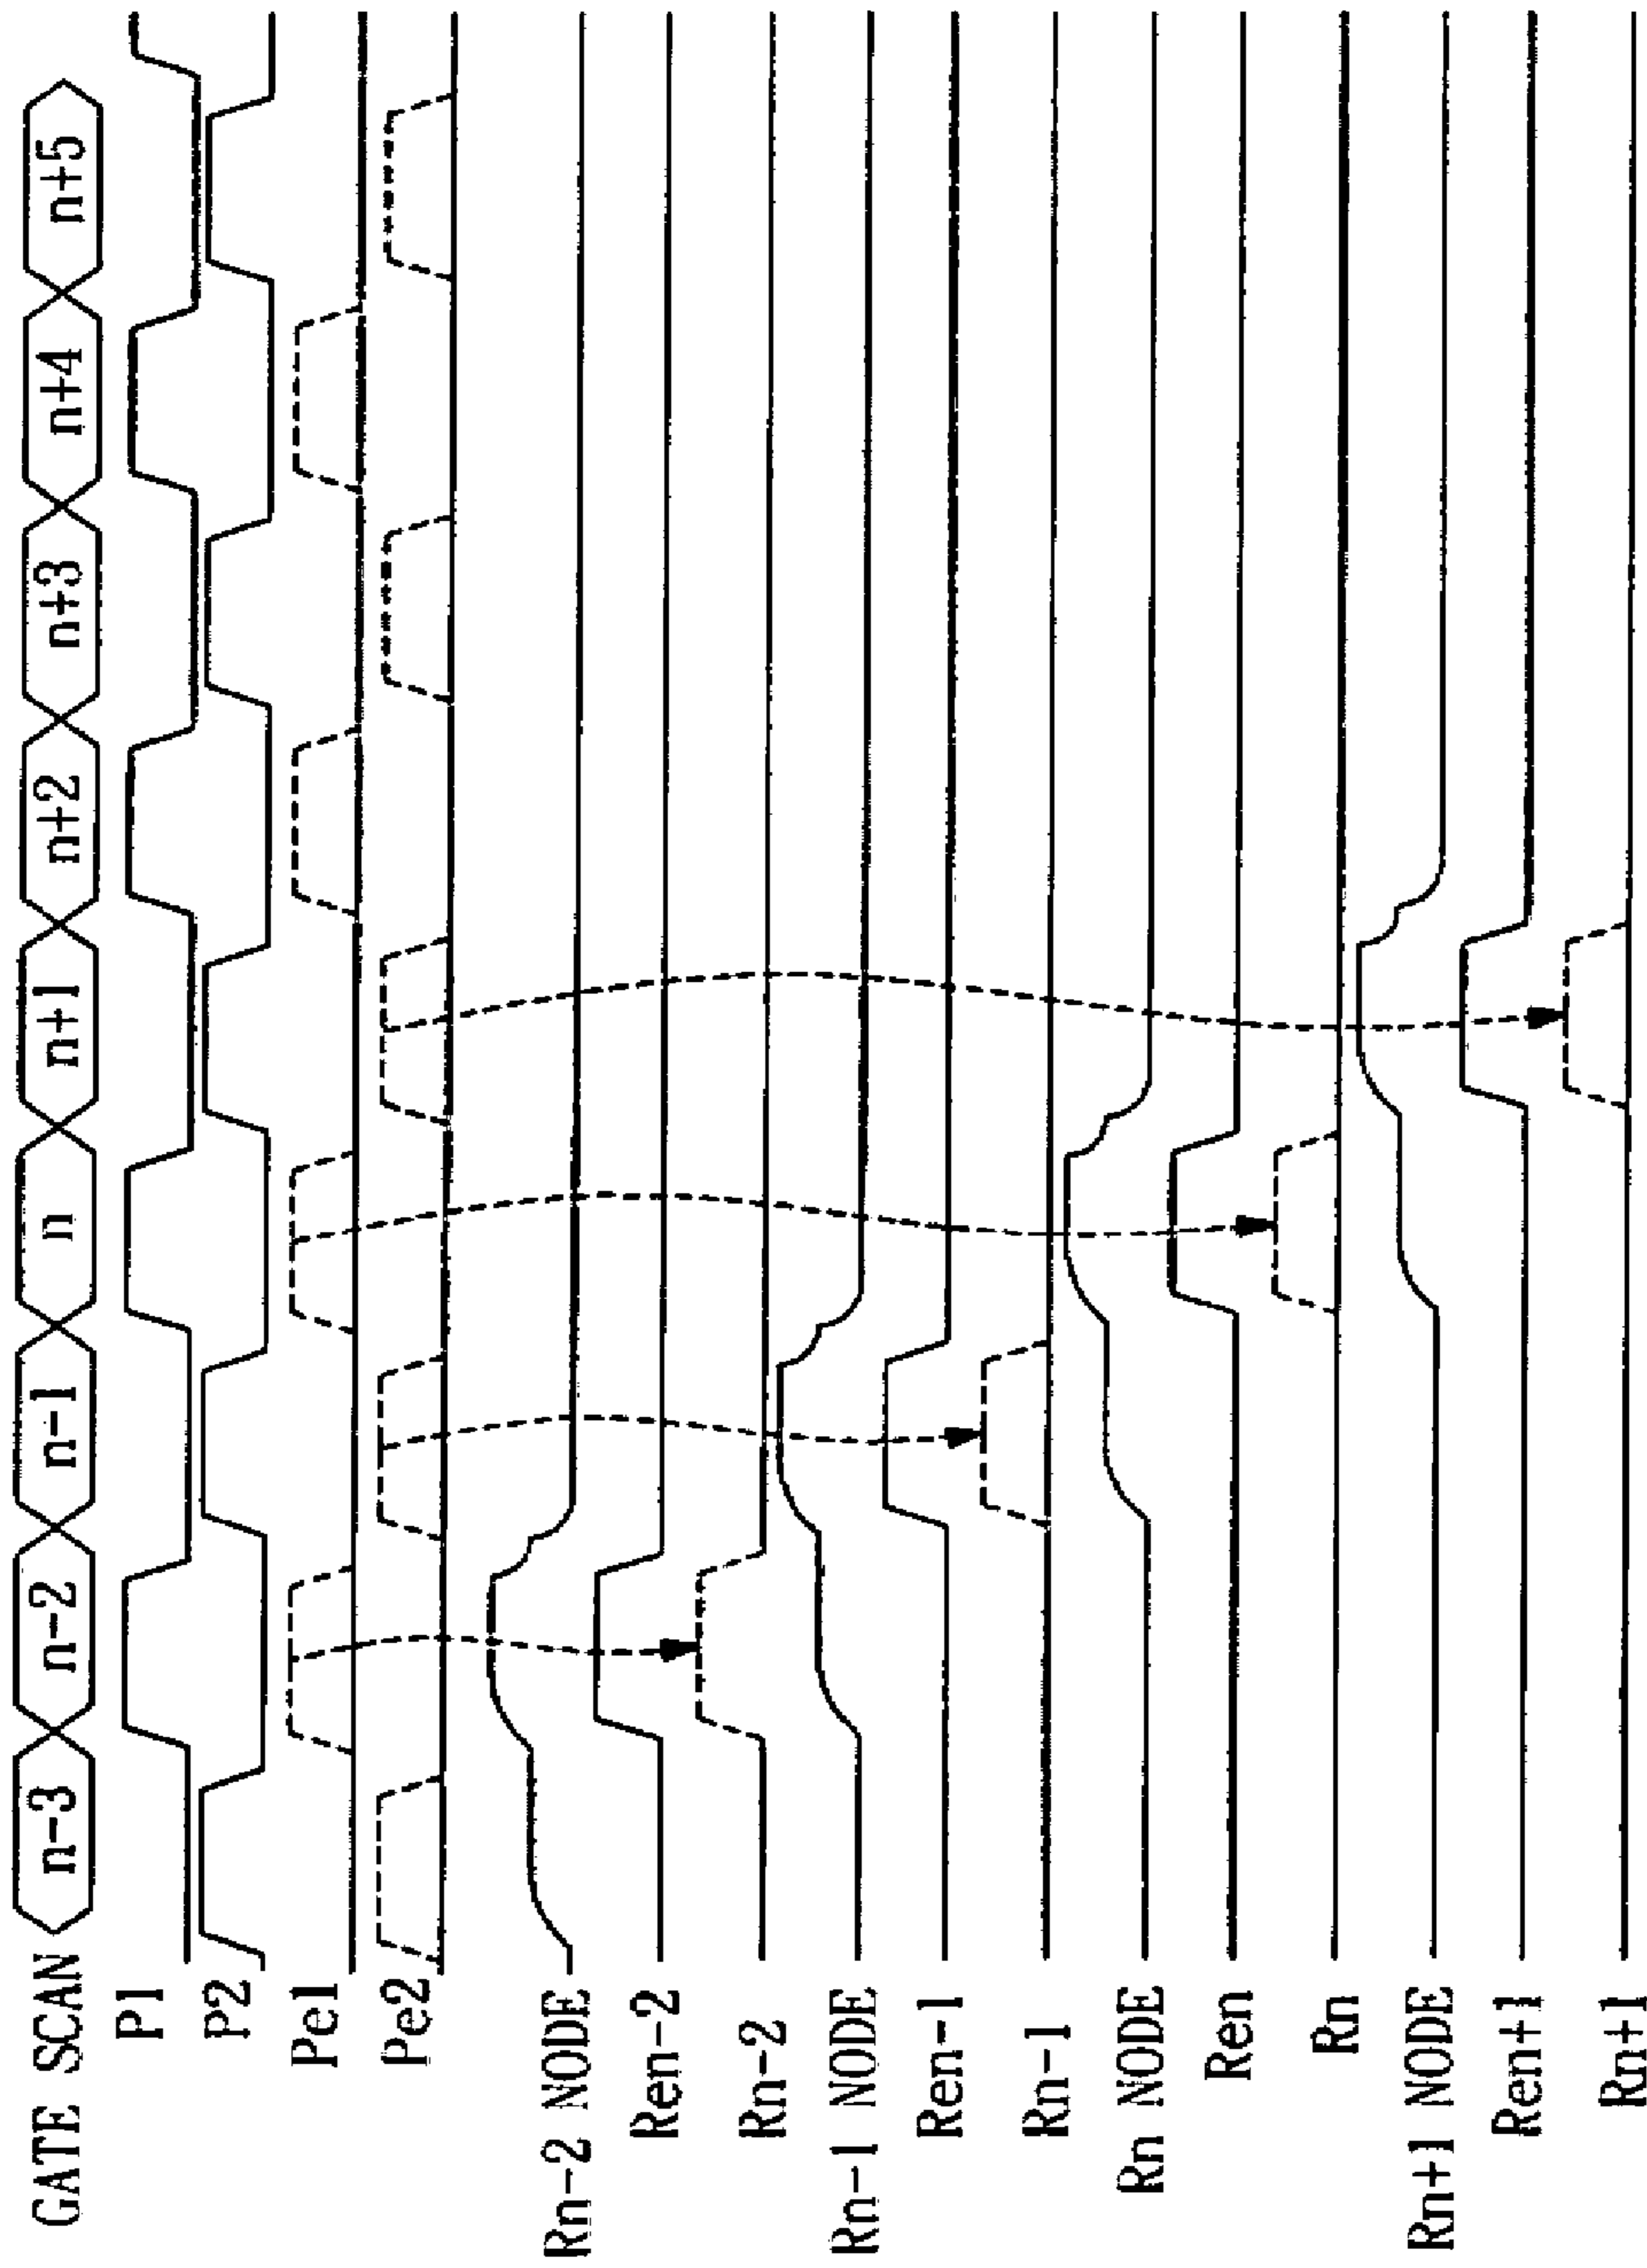 GATE SCAN n-3 n-2 n-1 n n+1 n+2 n+3 n+4 n+5
P1
P2
Pe1
Pe2
Rn-2 NODE
Ren-2
Rn-2
Rn-1 NODE
Ren-1
Rn-1
Rn NODE
Ren
Rn
Rn+1 NODE
Ren+1
Rn+1